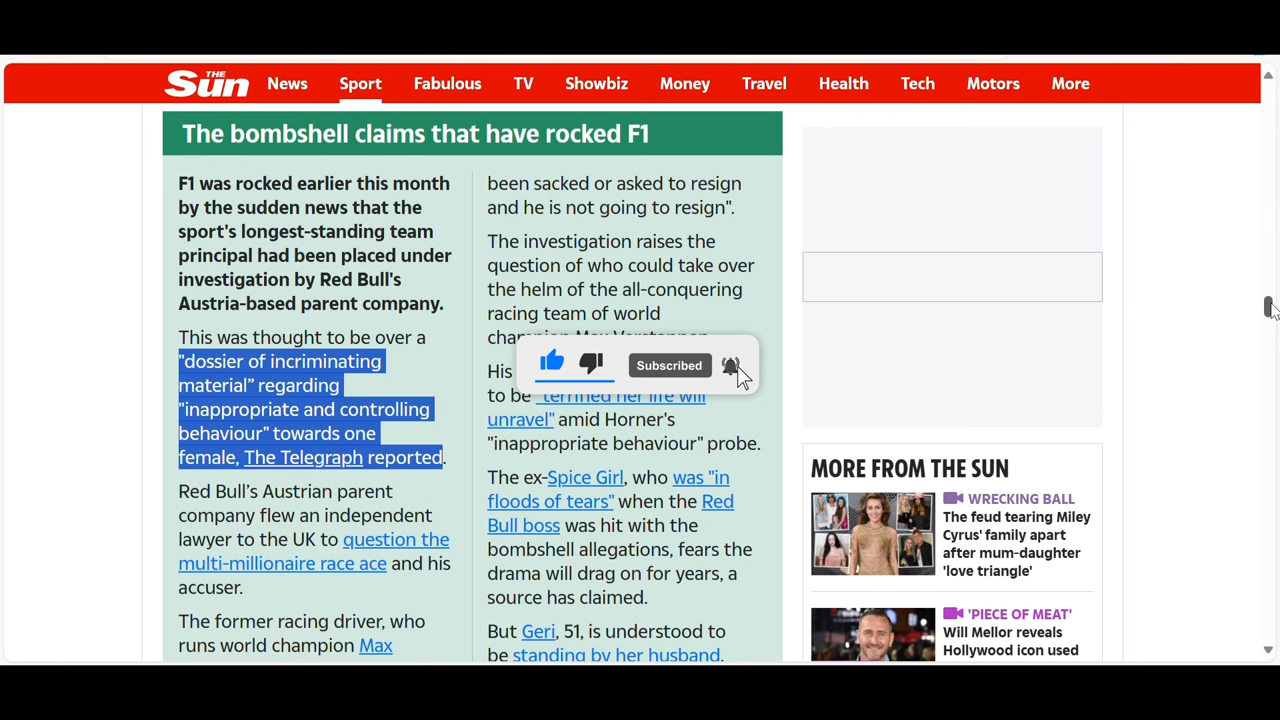 THE Sun News Sport Fabulous TV Showbiz Money Travel Health Tech Motors More
The bombshell claims that have rocked F1
F1 was rocked earlier this month
by the sudden news that the
sport's longest-standing team
principal had been placed under
investigation by Red Bull's
Austria-based parent company.
This was thought to be over a
"dossier of incriminating
material” regarding
"inappropriate and controlling
behaviour" towards one
female, The Telegraph reported.
Red Bull’s Austrian parent
company flew an independent
lawyer to the UK to question the
multi-millionaire race ace and his
accuser.
The former racing driver, who
runs world champion Max
been sacked or asked to resign
and he is not going to resign".
The investigation raises the
question of who could take over
the helm of the all-conquering
racing team of world
His
to be "terrified her life will
unravel" amid Horner's
"inappropriate behaviour" probe.
The ex-Spice Girl, who was "in
floods of tears" when the Red
Bull boss was hit with the
bombshell allegations, fears the
drama will drag on for years, a
source has claimed.
But Geri, 51, is understood to
be standing by her husband.
Subscribed
MORE FROM THE SUN
WRECKING BALL
The feud tearing Miley
Cyrus' family apart
after mum-daughter
'love triangle'
'PIECE OF MEAT'
Will Mellor reveals
Hollywood icon used